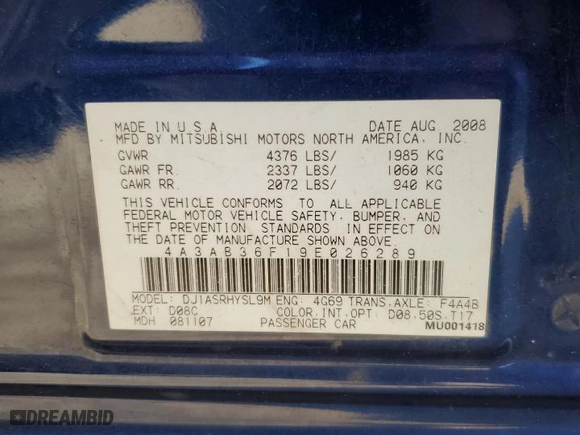 MADE IN U.S.A. DATE AUG 2008
MFD BY MITSUBISHI MOTORS NORTH AMERICA, INC.
GVWR 4376 LBS/ 1985 KG
GAWR FR. 2337 LBS/ 1060 KG
GAWR RR. 2072 LBS/ 940 KG
THIS VEHICLE CONFORMS TO ALL APPLICABLE
FEDERAL MOTOR VEHICLE SAFETY, BUMPER, AND
THEFT PREVENTION STANDARDS IN EFFECT ON
THE DATE OF MANUFACTURE SHOWN ABOVE.
4A3AB36F19E026289
MODEL: DJ1ASRHYSL9M ENG: 4G69 TRANS.AXLE: F4A4B
EXT: D08C COLOR.INT.OPT: D08.50S.T17
MDH 081107 PASSENGER CAR MU001418
DREAMBID